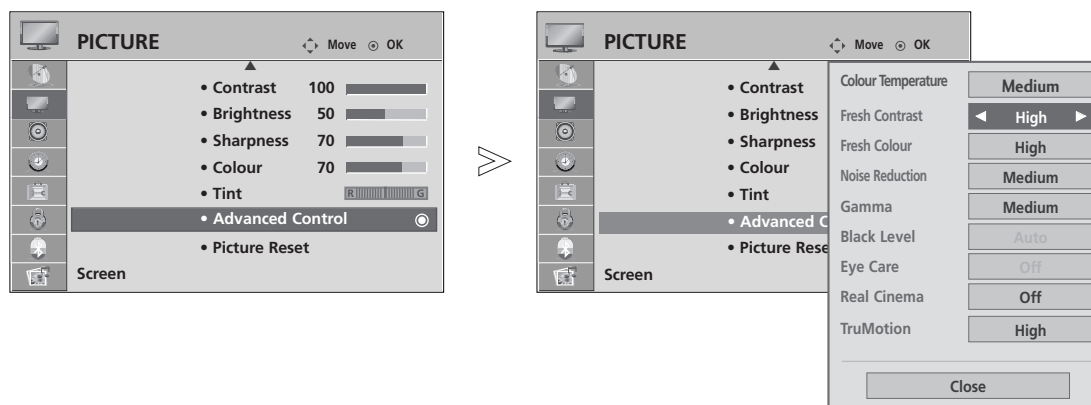 PICTURE
Move OK
• Contrast 100
• Brightness 50
• Sharpness 70
• Colour 70
• Tint R G
• Advanced Control
• Picture Reset
Screen
PICTURE
Move OK
• Contrast
• Brightness
• Sharpness
• Colour
• Tint
• Advanced C
• Picture Rese
Screen
Colour Temperature Medium
Fresh Contrast High
Fresh Colour High
Noise Reduction Medium
Gamma Medium
Black Level Auto
Eye Care Off
Real Cinema Off
TruMotion High
Close